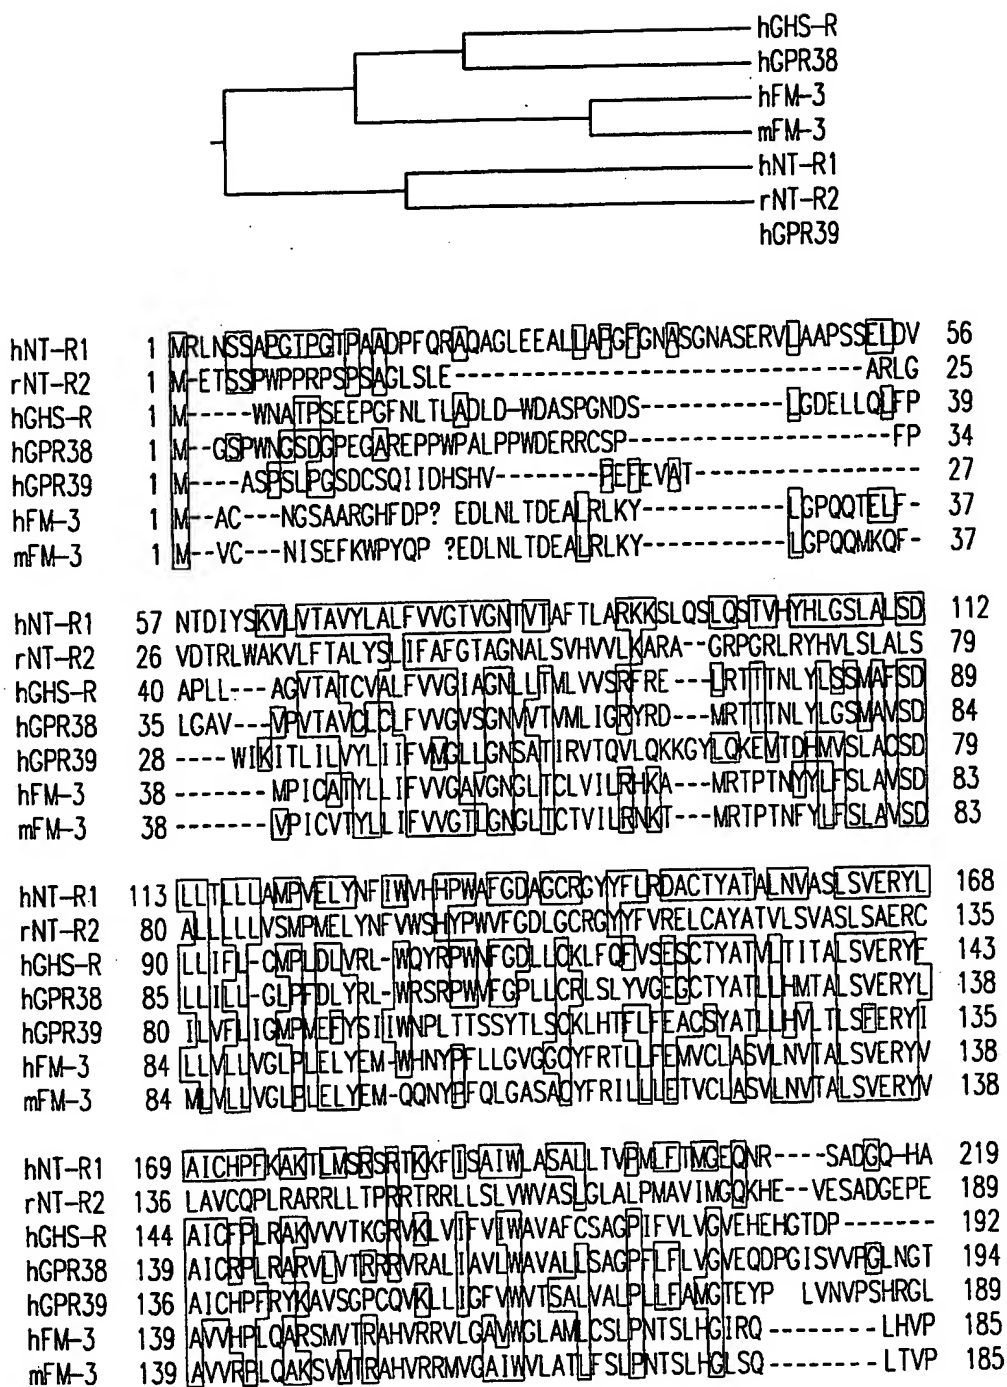 hGHS-R
hGPR38
hFM-3
mFM-3
hNT-R1
rNT-R2
hGPR39
hNT-R1 1 MRLNSSAPGTPGTPAADPFQRAQAGLEEALLAPGFGNASGNASERVLAAPSSELDV 56
rNT-R2 1 M-ETSSPWPPRPSPSAGLSLE-----------------------------------ARLG 25
hGHS-R 1 M-----WNATPSEEPGFNLTLADLD-WDASPGNDS------------LGDELLQLFP 39
hGPR38 1 M--GSPWNGSDGPEGAREPPWPALPPWDERRCSP--------------------FP 34
hGPR39 1 M----ASPSLPGSDCSQIIDHSHV---------PEFEVAT---------------- 27
hFM-3 1 M--AC---NGSAARGHFDP? EDLNLTDEALRLKY----------LGPQQTELF- 37
mFM-3 1 M--VC---NISEFKWPYQP ?EDLNLTDEALRLKY----------LGPQQMKQF- 37
hNT-R1 57 NTDIYSKVLVTAVYLALFVVGTVGNTVTAFTLARKKSLQSLQSTVHYHLGSLALSD 112
rNT-R2 26 VDTRLWAKVLFTALYSLIFAFGTAGNALSVHVVLKARA--GRPGRLRYHVLSLALS 79
hGHS-R 40 APLL---AGVTATCVALFVVGIAGNLLTMLVVSRFRE---LRTTTNLYLSSMAFSD 89
hGPR38 35 LGAV---VPVTAVCLCLFVVGVSGNVVTVMLIGRYRD---MRTTTNLYLGSMAVSD 84
hGPR39 28 ----WIKITLILVYLIIFVMGLLGNSATIRVTQVLQKKGYLQKEVTDHMVSLACSD 79
hFM-3 38 -------MPICATYLLIFVVGAVGNGLTCLVILRHKA---MRTPTNYYLFSLAVSD 83
mFM-3 38 -------VPICVTYLLIFVVGTLGNGLTCTVILRNKT---MRTPTNFYLFSLAVSD 83
hNT-R1 113 LLTLLLAMPVELYNFIWVHHPWAFGDAGCRGYYFLRDACTYATALNVASLSVERYL 168
rNT-R2 80 ALLLLLVSMPMELYNFVWSHYPWVFGDLGCRGYYFVRELCAYATVLSVASLSAERC 135
hGHS-R 90 LLIFL-CMPLDLVRL-WQYRPWNFGDLLCKLFQFVSESCTYATVLTITALSVERYF 143
hGPR38 85 LLILL-GLPFDLYRL-WRSRPWVFGPLLCRLSLYVGEGCTYATLLHMTALSVERYL 138
hGPR39 80 ILVFLIGMPMEFYSIIWNPLTTSSYTLSCKLHTFLFEACSYATLLHVLTLSFERYI 135
hFM-3 84 LLVLLVGLPLELYEM-WHNYPFLLGVGGCYFRTLLFEMVCLASVLNVTALSVERYV 138
mFM-3 84 MLVLLVGLPLELYEM-QQNYPFQLGASACYFRILLLETVCLASVLNVTALSVERYV 138
hNT-R1 169 AICHPFKAKTLMSRSRTKKFISAIWLASALLTVPMLFTMGEQNR----SADGQ-HA 219
rNT-R2 136 LAVCQPLRARRLLTPRRTRRLLSLVWVASLGLALPMAVIMGQKHE--VESADGEPE 189
hGHS-R 144 AICFPLRAKVVVTKGRVKLVIFVIWAVAFCSAGPIFVLVGVEHEHGTDP------- 192
hGPR38 139 AICRPLRARVLVTRRRVRALIAVLWAVALLSAGPFLFLVGVEQDPGISVVPGLNGT 194
hGPR39 136 AICHPFRYKAVSGPCQVKLLIGFVWVTSALVALPLLFAMGTEYP LVNVPSHRGL 189
hFM-3 139 AVVHPLQARSMVTRAHVRRVLGAVWGLAMLCSLPNTSLHGIRQ--------LHVP 185
mFM-3 139 AVVRPLQAKSVMTRAHVRRMVGAIWVLATLFSLPNTSLHGLSQ--------LTVP 185